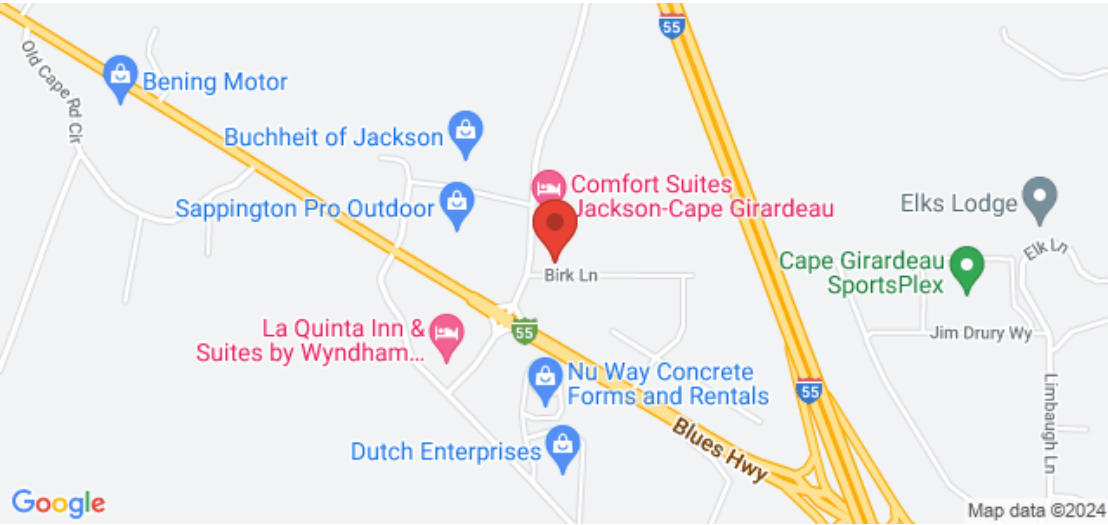 55
Old Cape Rd Cir
Bening Motor
Buchheit of Jackson
Comfort Suites
Jackson-Cape Girardeau
Sappington Pro Outdoor
Elks Lodge
Elk Ln
Cape Girardeau
SportsPlex
Birk Ln
La Quinta Inn &
Suites by Wyndham...
55
Jim Drury Wy
Nu Way Concrete
Forms and Rentals
55
Limbaugh Ln
Blues Hwy
Dutch Enterprises
Google
Map data ©2024